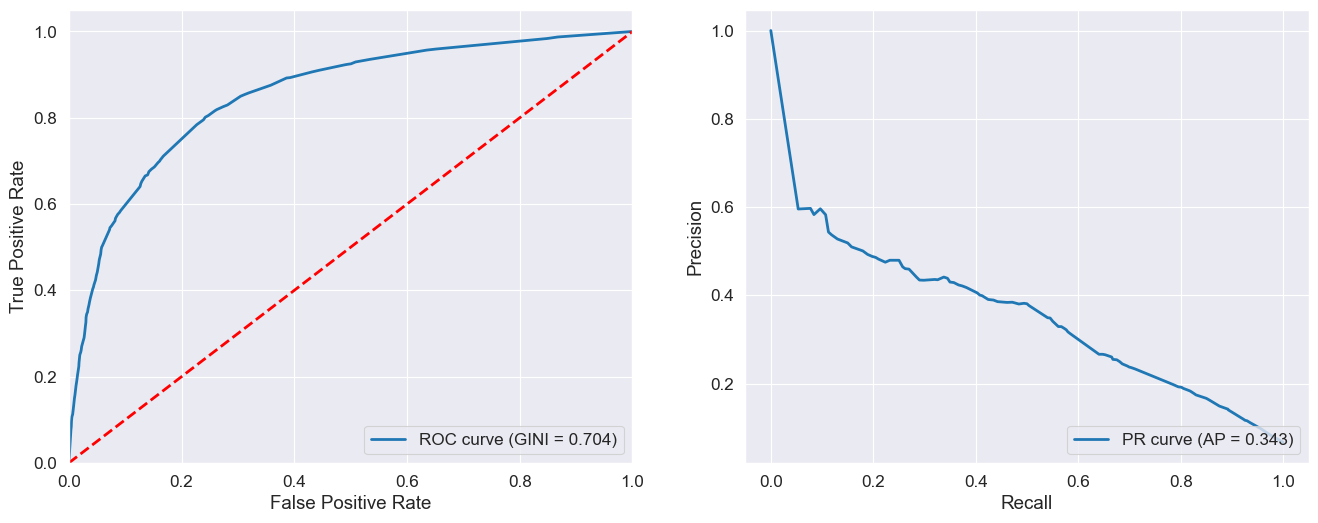 1.0
0.8
0.6
0.4
0.2
0.0
True Positive Rate
0.0 0.2 0.4 0.6 0.8 1.0
False Positive Rate
ROC curve (GINI = 0.704)
1.0
0.8
0.6
0.4
0.2
Precision
0.0 0.2 0.4 0.6 0.8 1.0
Recall
PR curve (AP = 0.343)